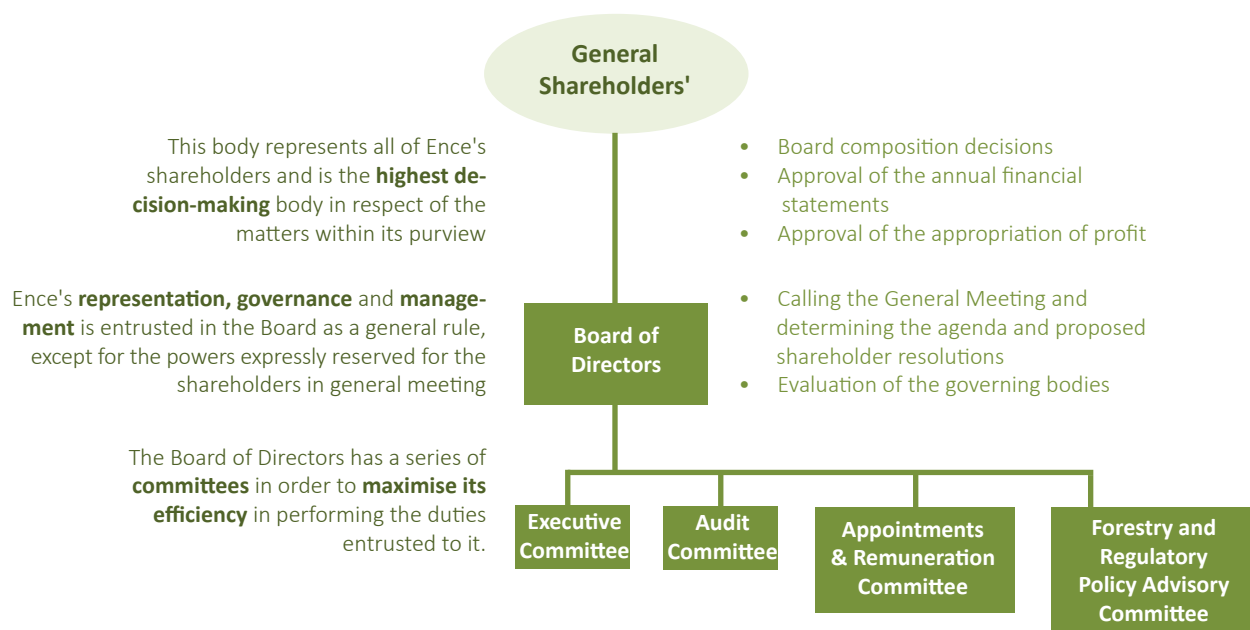 General
Shareholders'
This body represents all of Ence's
shareholders and is the highest de-
cision-making body in respect of the
matters within its purview
• Board composition decisions
• Approval of the annual financial
statements
• Approval of the appropriation of profit
Ence's representation, governance and manage-
ment is entrusted in the Board as a general rule,
except for the powers expressly reserved for the
shareholders in general meeting
Board of
Directors
• Calling the General Meeting and
determining the agenda and proposed
shareholder resolutions
• Evaluation of the governing bodies
The Board of Directors has a series of
committees in order to maximise its
efficiency in performing the duties
entrusted to it.
Executive
Committee
Audit
Committee
Appointments
& Remuneration
Committee
Forestry and
Regulatory
Policy Advisory
Committee